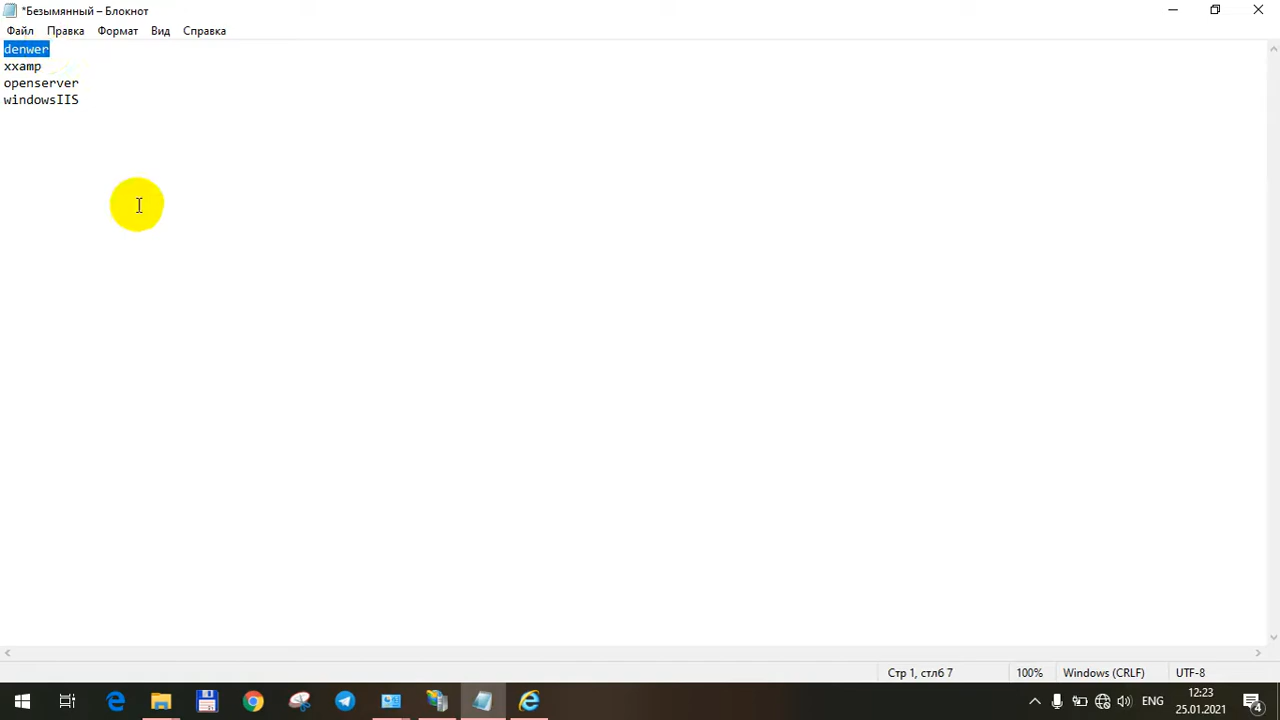 *Безымянный – Блокнот
Файл Правка Формат Вид Справка
denwer
xxamp
openserver
windowsIIS
Стр 1, стлб 7 100% Windows (CRLF) UTF-8
ENG
12:23
25.01.2021
4